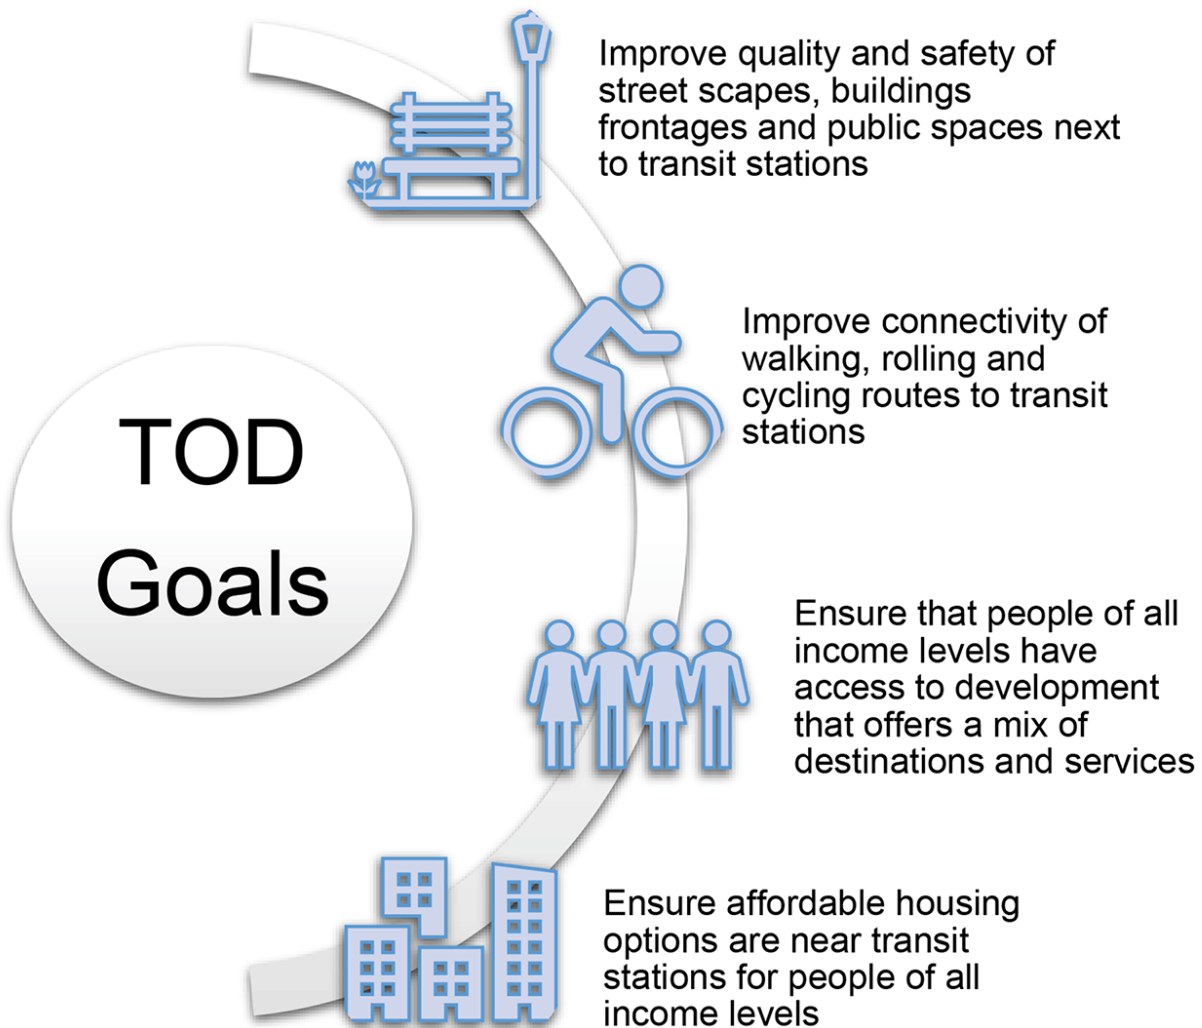 TOD
Goals
Improve quality and safety of
street scapes, buildings
frontages and public spaces next
to transit stations
Improve connectivity of
walking, rolling and
cycling routes to transit
stations
Ensure that people of all
income levels have
access to development
that offers a mix of
destinations and services
Ensure affordable housing
options are near transit
stations for people of all
income levels